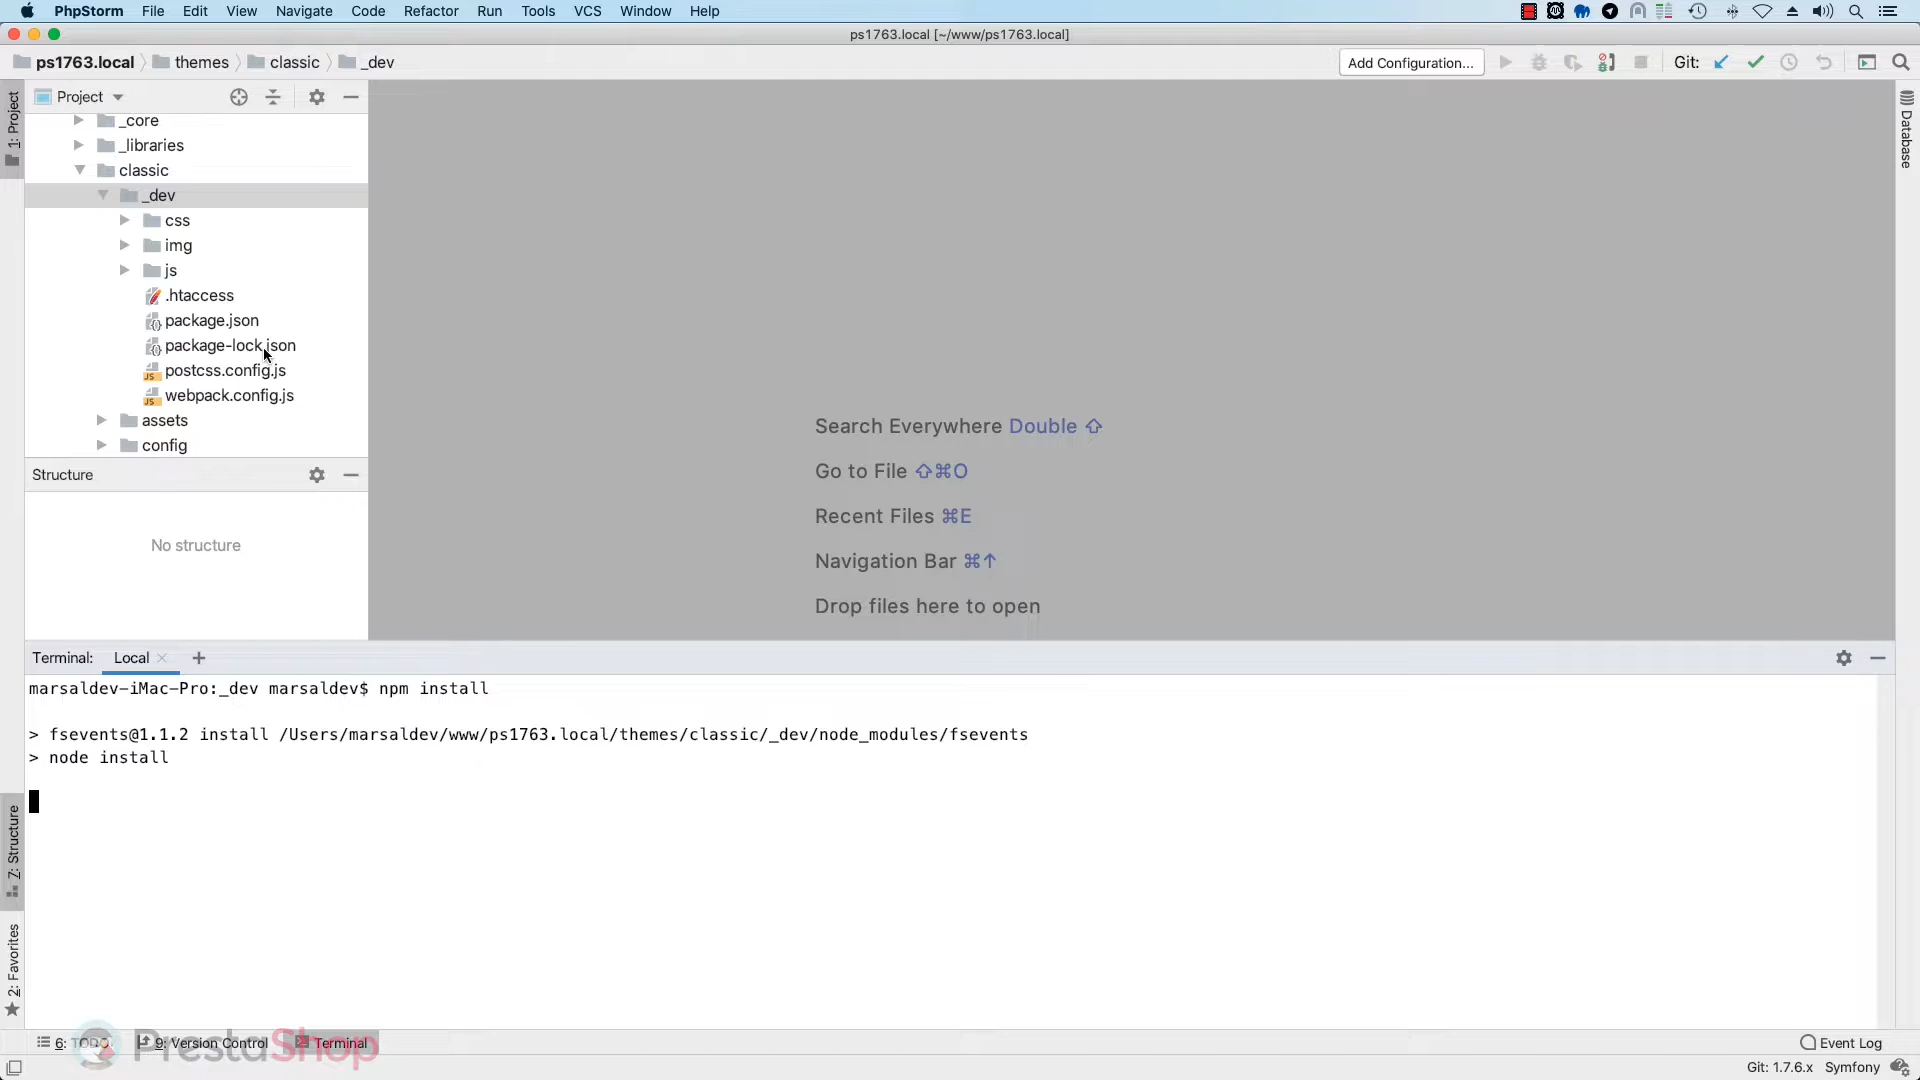 PhpStorm File Edit View Navigate Code Refactor Run Tools VCS Window Help
ps1763.local [~/www/ps1763.local]
ps1763.local themes classic _dev
Add Configuration...
Git:
1: Project
Project
_core
_libraries
classic
_dev
css
img
js
.htaccess
package.json
package-lock.json
postcss.config.js
webpack.config.js
assets
config
Structure
No structure
Search Everywhere Double ⇧
Go to File ⇧⌘O
Recent Files ⌘E
Navigation Bar ⌘↑
Drop files here to open
Database
Terminal: Local
marsaldev-iMac-Pro:_dev marsaldev$ npm install
> fsevents@1.1.2 install /Users/marsaldev/www/ps1763.local/themes/classic/_dev/node_modules/fsevents
> node install
7: Structure
2: Favorites
6: TODO
9: Version Control
Terminal
PrestaShop
Event Log
Git: 1.7.6.x Symfony